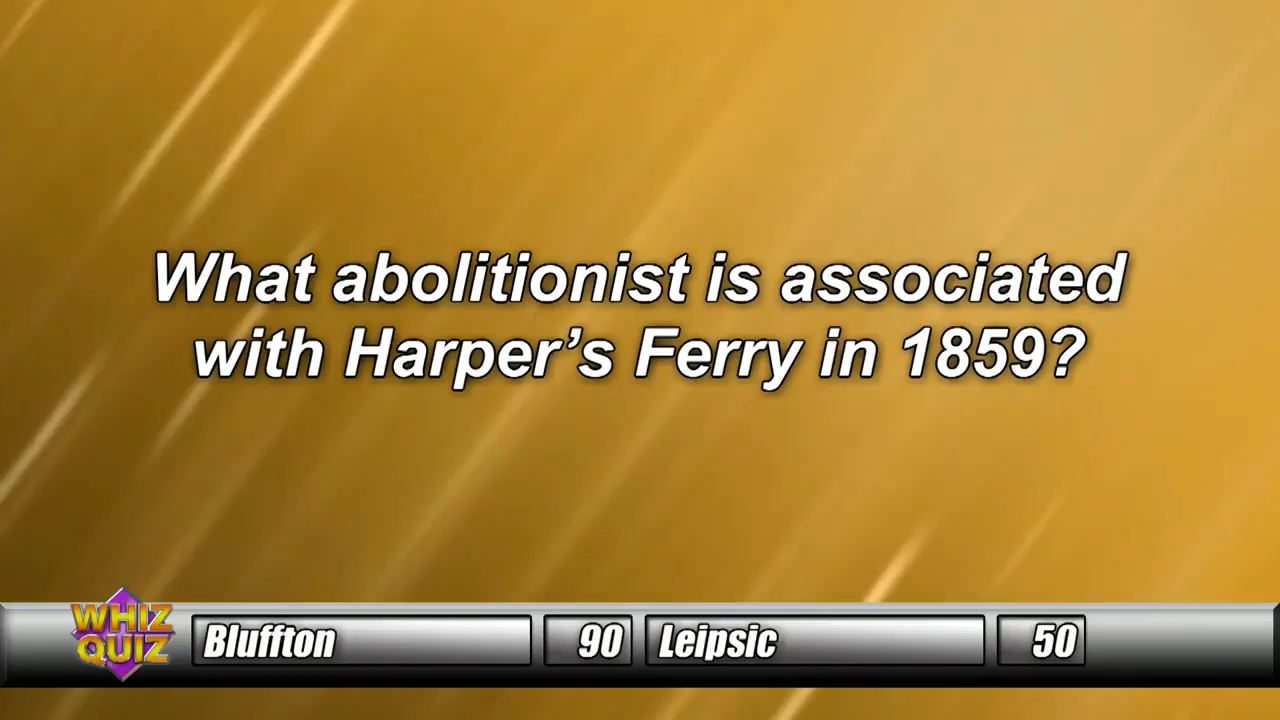 What abolitionist is associated
with Harper’s Ferry in 1859?
WHIZ
QUIZ
Bluffton 90 Leipsic 50